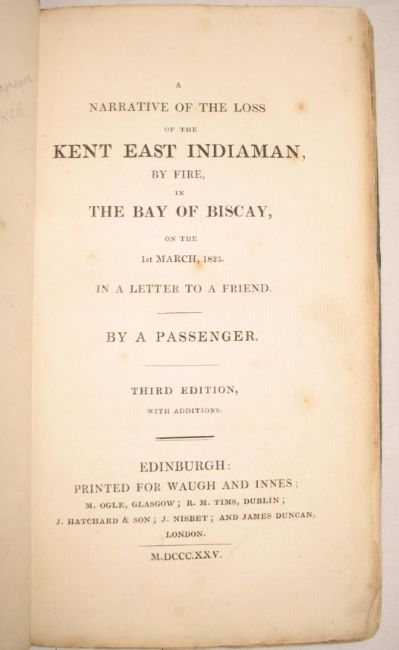 A
NARRATIVE OF THE LOSS
OF THE
KENT EAST INDIAMAN,
BY FIRE,
IN
THE BAY OF BISCAY,
ON THE
1st MARCH, 1825.
IN A LETTER TO A FRIEND.
BY A PASSENGER.
THIRD EDITION,
WITH ADDITIONS.
EDINBURGH:
PRINTED FOR WAUGH AND INNES;
M. OGLE, GLASGOW; R. M. TIMS, DUBLIN;
J. HATCHARD & SON; J. NISBET; AND JAMES DUNCAN,
LONDON.
M.DCCC.XXV.